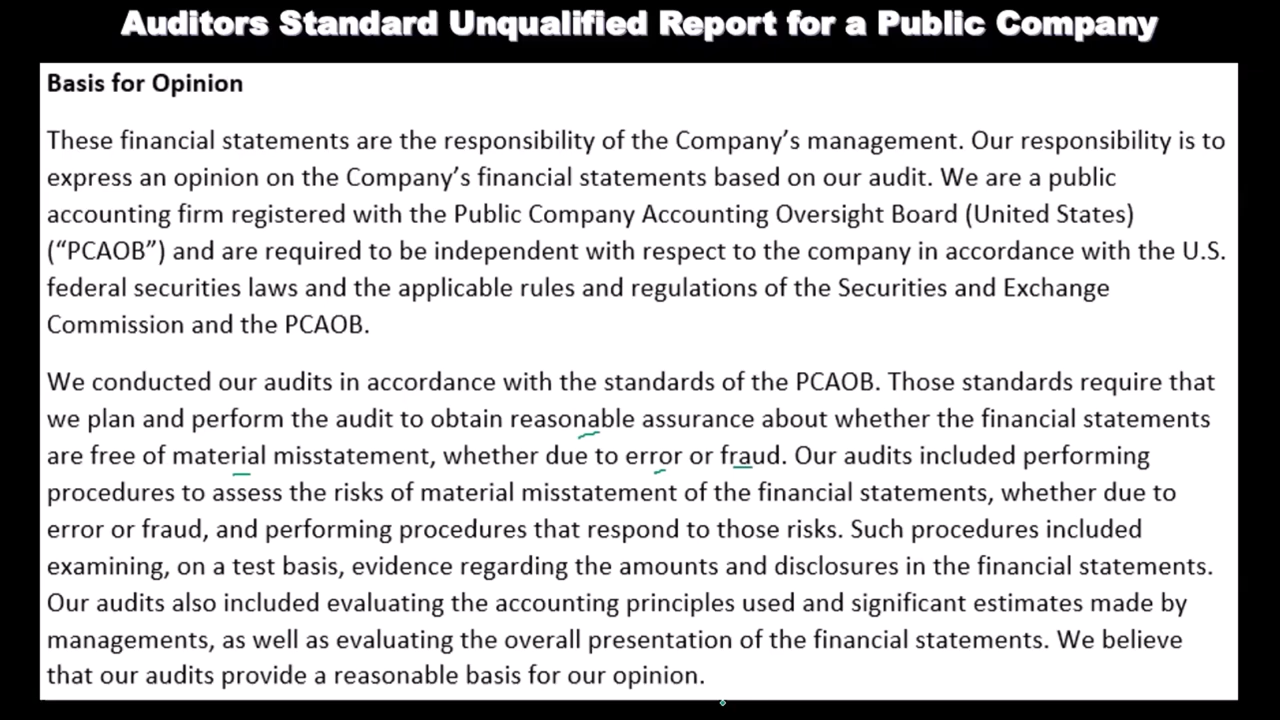 Auditors Standard Unqualified Report for a Public Company
Basis for Opinion
These financial statements are the responsibility of the Company’s management. Our responsibility is to
express an opinion on the Company’s financial statements based on our audit. We are a public
accounting firm registered with the Public Company Accounting Oversight Board (United States)
(“PCAOB”) and are required to be independent with respect to the company in accordance with the U.S.
federal securities laws and the applicable rules and regulations of the Securities and Exchange
Commission and the PCAOB.
We conducted our audits in accordance with the standards of the PCAOB. Those standards require that
we plan and perform the audit to obtain reasonable assurance about whether the financial statements
are free of material misstatement, whether due to error or fraud. Our audits included performing
procedures to assess the risks of material misstatement of the financial statements, whether due to
error or fraud, and performing procedures that respond to those risks. Such procedures included
examining, on a test basis, evidence regarding the amounts and disclosures in the financial statements.
Our audits also included evaluating the accounting principles used and significant estimates made by
managements, as well as evaluating the overall presentation of the financial statements. We believe
that our audits provide a reasonable basis for our opinion.